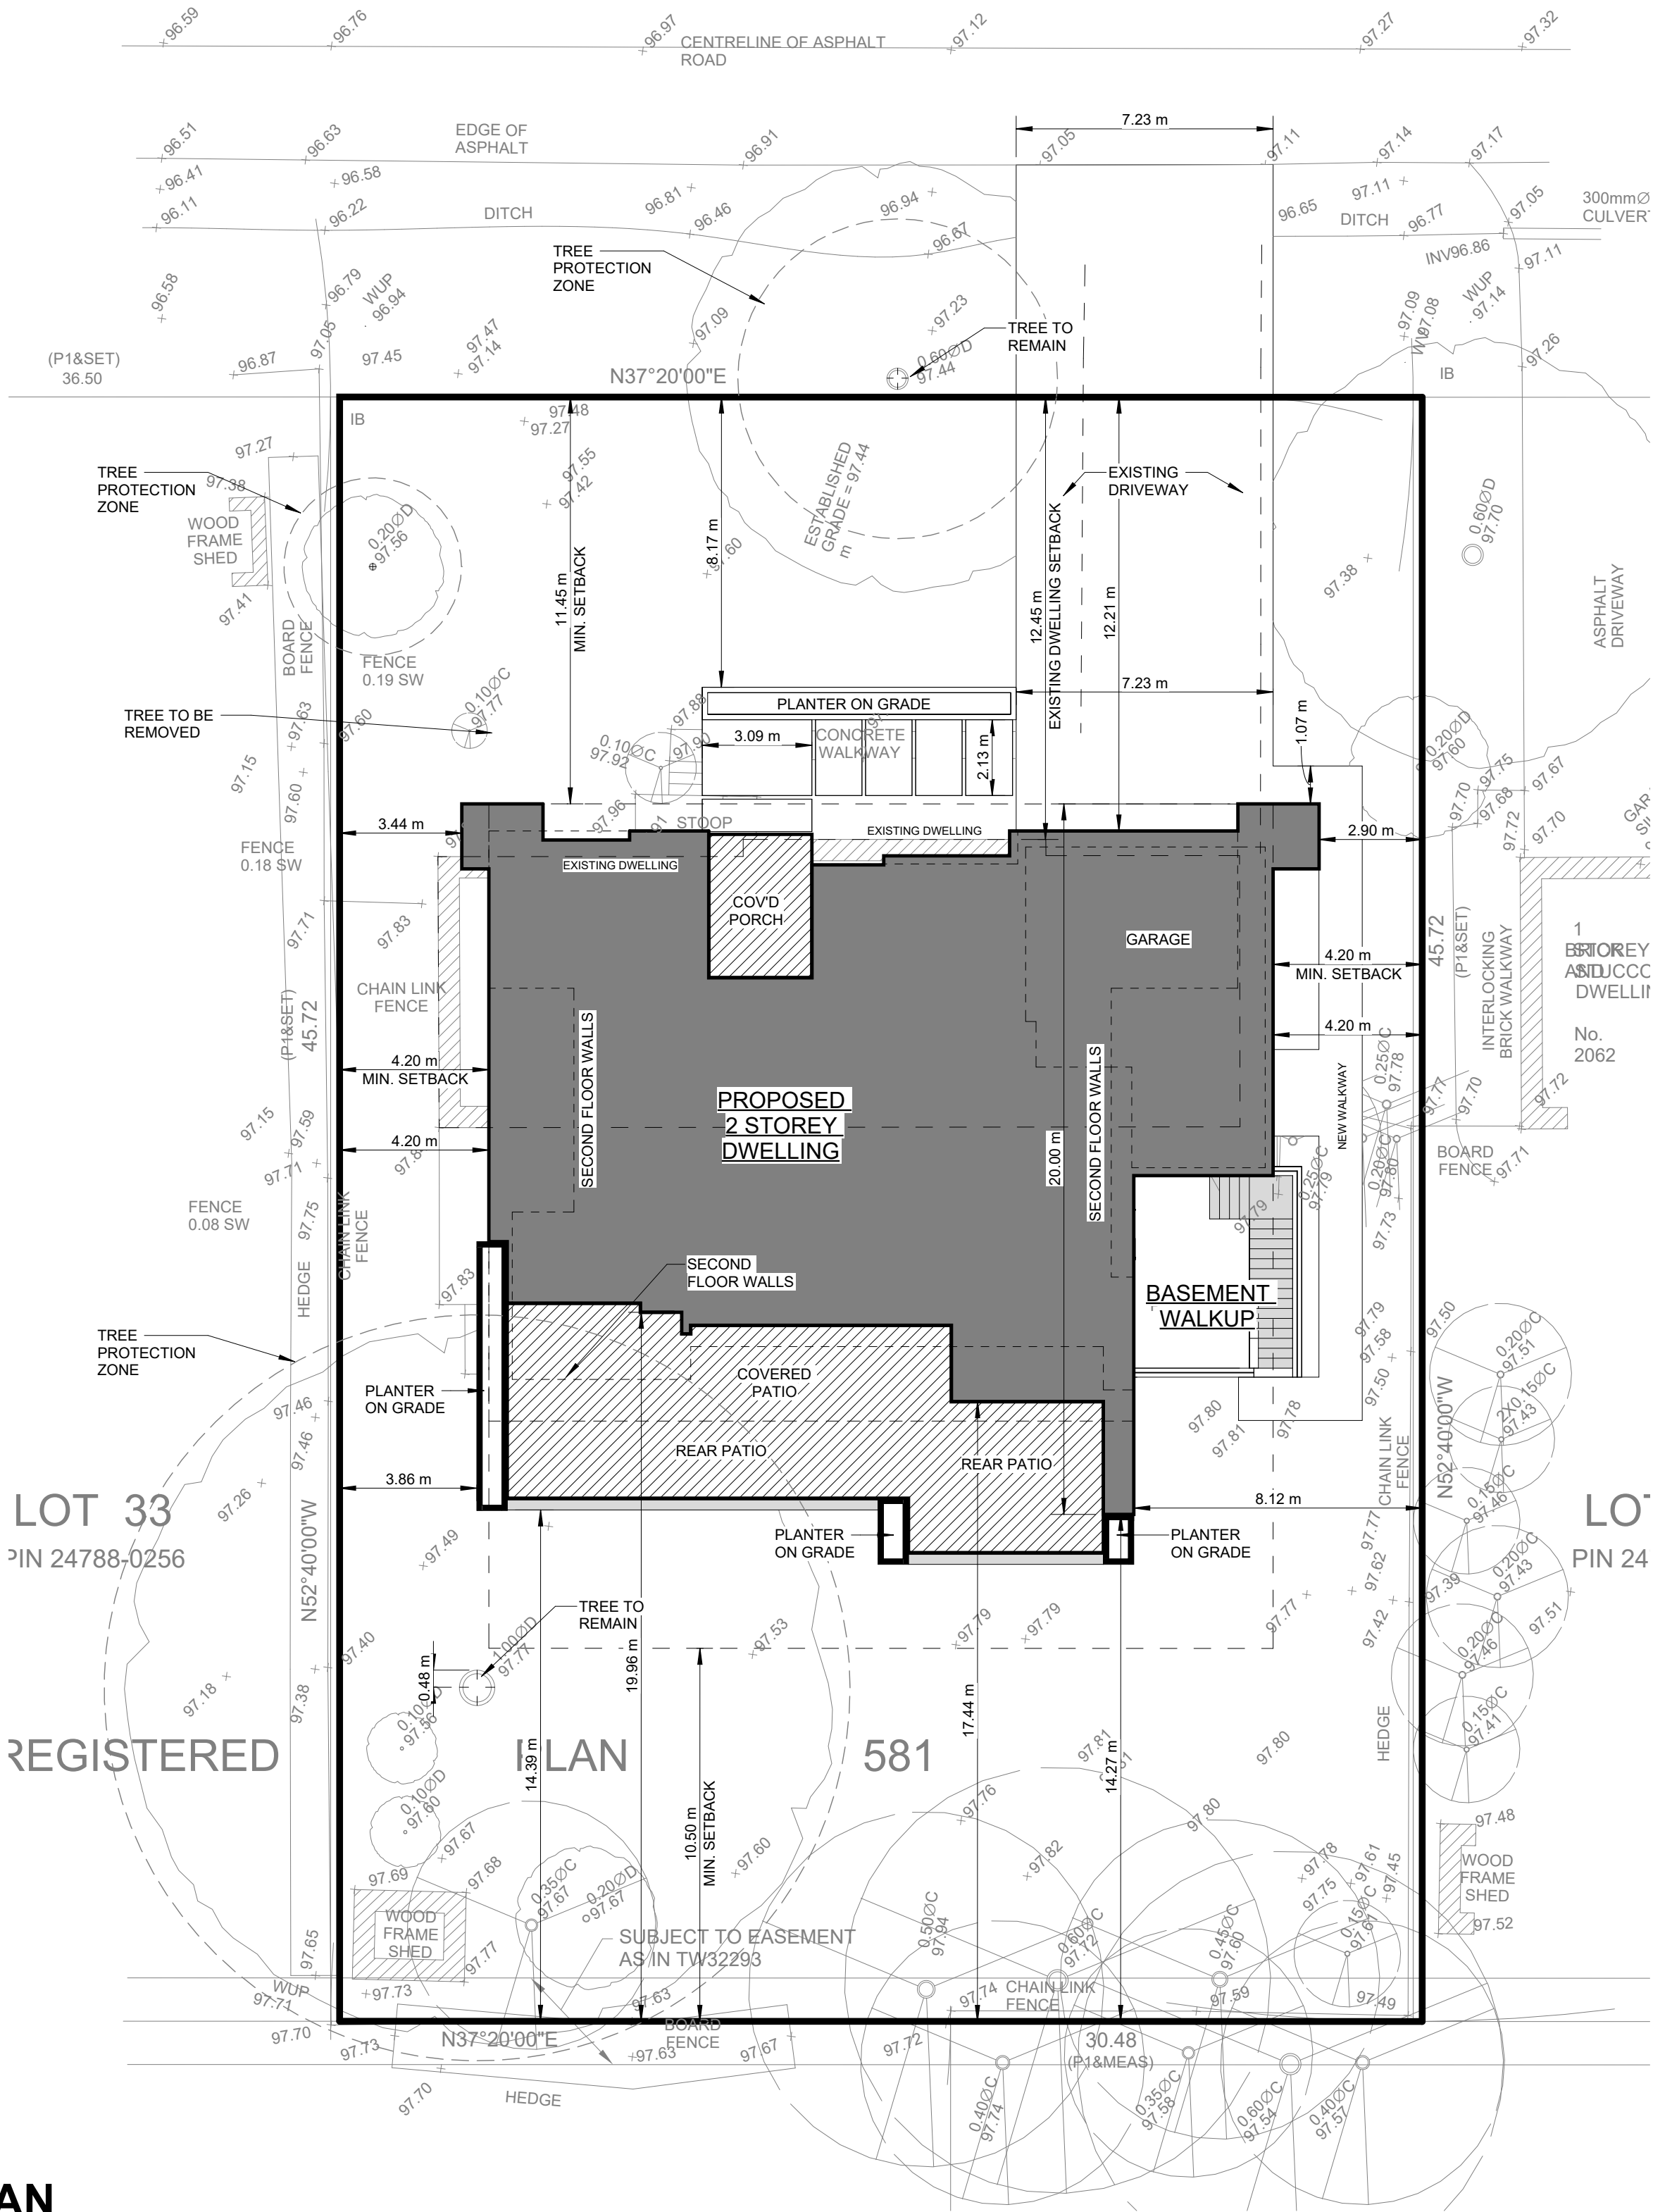 96.59
96.76
96.97
CENTRELINE OF ASPHALT
ROAD
97.12
97.27
97.32
7.23 m
96.51
96.63
EDGE OF
ASPHALT
96.91
97.05
97.11
97.14
97.17
96.41
96.58
96.81
96.94
97.11
96.11
96.22
DITCH
96.46
96.67
96.65
DITCH
96.77
97.05
300mmØ
INV96.86
97.11
TREE
PROTECTION
ZONE
96.58
96.79
WUP
96.94
97.05
97.47
97.14
97.45
97.09
97.23
TREE TO
REMAIN
0.60ØD
97.44
97.09
97.08
WUP
97.14
97.26
(P1&SET)
36.50
96.87
N37°20'00"E
IB
IB
97.48
97.27
97.27
97.38
TREE
PROTECTION
ZONE
WOOD
FRAME
SHED
97.41
0.20ØD
97.56
97.55
97.42
11.45 m
MIN. SETBACK
8.17 m
97.60
ESTABLISHED
GRADE = 97.44
m
12.45 m
EXISTING DWELLING SETBACK
12.21 m
EXISTING
DRIVEWAY
0.60ØD
97.70
97.38
ASPHALT
DRIVEWAY
BOARD
FENCE
FENCE
0.19 SW
TREE TO BE
REMOVED
0.10ØC
97.77
97.63
97.60
97.15
97.60
0.10ØC
97.92
97.88
97.90
PLANTER ON GRADE
3.09 m
CONCRETE
WALKWAY
2.13 m
7.23 m
1.07 m
0.20ØD
97.60
97.75
97.67
97.70
97.68
97.72
97.70
3.44 m
97.96
STOOP
EXISTING DWELLING
2.90 m
FENCE
0.18 SW
EXISTING DWELLING
COV'D
PORCH
GARAGE
97.71
97.83
4.20 m
MIN. SETBACK
45.72
(P1&SET)
INTERLOCKING
BRICK WALKWAY
1
No.
2062
CHAIN LINK
FENCE
(P1&SET)
45.72
4.20 m
4.20 m
MIN. SETBACK
SECOND FLOOR WALLS
PROPOSED
2 STOREY
DWELLING
SECOND FLOOR WALLS
20.00 m
NEW WALKWAY
0.25ØC
97.78
97.77
97.70
97.72
97.15
97.59
97.71
4.20 m
0.25ØC
97.79
0.20ØC
97.80
BOARD
FENCE
97.71
FENCE
0.08 SW
97.75
CHAIN LINK
FENCE
97.79
97.73
HEDGE
97.83
SECOND
FLOOR WALLS
BASEMENT
WALKUP
97.79
97.58
97.50
97.50
0.20ØC
97.51
2X0.15ØC
97.43
TREE
PROTECTION
ZONE
PLANTER
ON GRADE
COVERED
PATIO
REAR PATIO
REAR PATIO
97.80
97.81
97.78
CHAIN LINK
FENCE
N52°40'00"W
97.46
97.46
97.26
3.86 m
8.12 m
0.15ØC
97.46
LOT 33
PIN 24788-0256
PLANTER
ON GRADE
PLANTER
ON GRADE
97.77
97.62
0.20ØC
97.43
PIN 24
97.49
N52°40'00"W
97.39
97.42
97.51
TREE TO
REMAIN
1.00ØD
97.77
97.53
97.79
97.79
97.77
0.20ØC
97.46
97.40
0.48 m
19.96 m
97.18
97.38
0.10ØD
97.56
17.44 m
0.15ØC
97.41
HEDGE
97.81
97.80
REGISTERED
PLAN
581
14.39 m
14.27 m
0.10ØD
97.60
10.50 m
MIN. SETBACK
97.76
97.80
97.67
97.68
97.60
97.82
97.78
97.61
97.45
97.48
97.69
97.75
WOOD
FRAME
SHED
WOOD
FRAME
SHED
97.52
0.35ØC
97.67
0.20ØD
97.67
0.50ØC
97.94
0.60ØC
97.72
0.45ØC
97.60
0.15ØC
SUBJECT TO EASEMENT
AS IN TW32293
97.65
97.77
WUP
97.71
97.73
97.63
97.74
CHAIN LINK
FENCE
97.59
97.49
97.70
97.73
N37°20'00"E
BOARD
FENCE
97.63
97.67
97.72
30.48
(P1&MEAS)
97.70
HEDGE
0.40ØC
97.74
0.35ØC
97.58
0.60ØC
97.54
0.40ØC
97.57